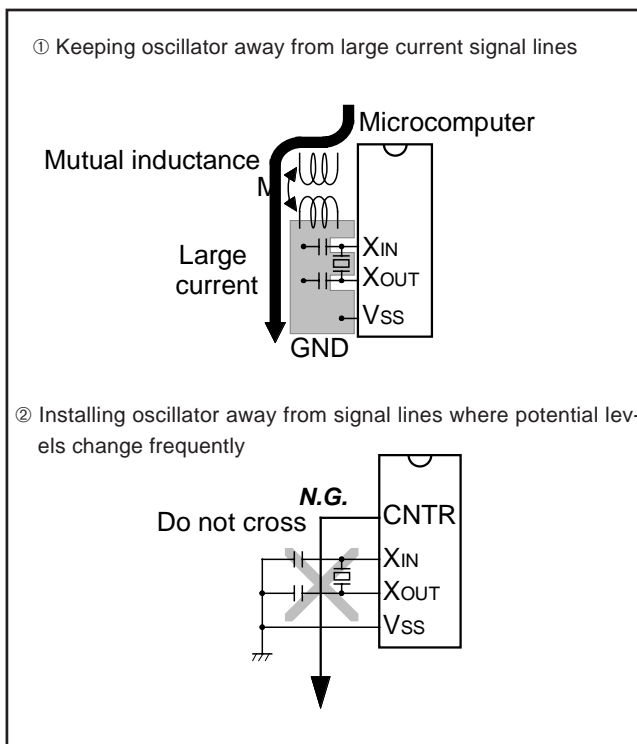 ① Keeping oscillator away from large current signal lines
Microcomputer
Mutual inductance
M
Large
current
XIN
XOUT
VSS
GND
② Installing oscillator away from signal lines where potential lev-
els change frequently
N.G.
Do not cross
CNTR
XIN
XOUT
VSS